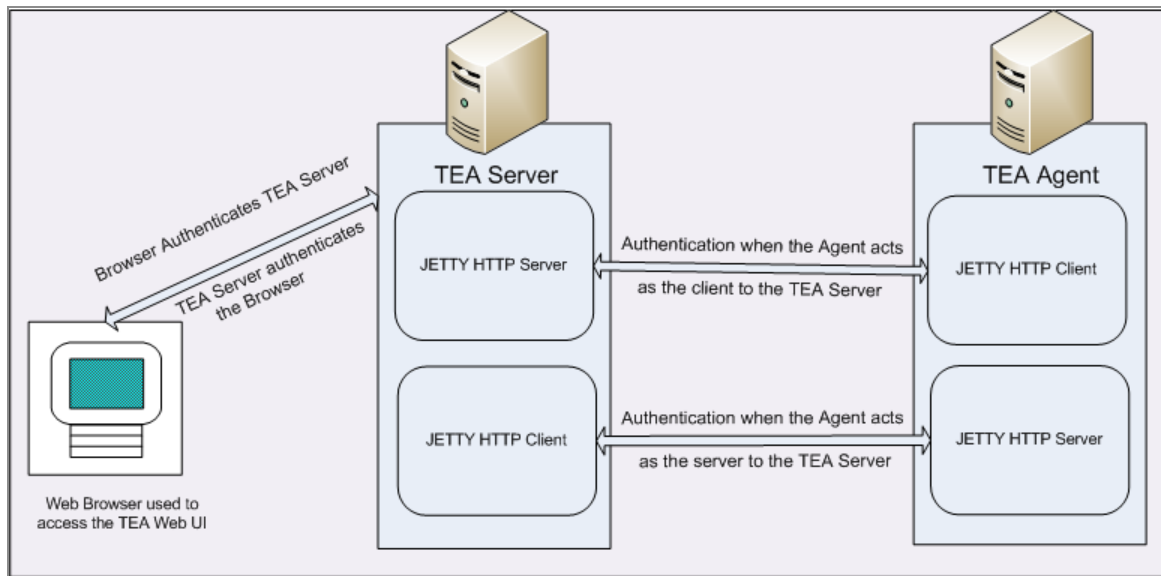 TEA Server
TEA Agent
Browser Authenticates TEA Server
TEA Server authenticates
the Browser
JETTY HTTP Server
Authentication when the Agent acts
as the client to the TEA Server
JETTY HTTP Client
JETTY HTTP Client
Authentication when the Agent acts
as the server to the TEA Server
JETTY HTTP Server
Web Browser used to
access the TEA Web UI